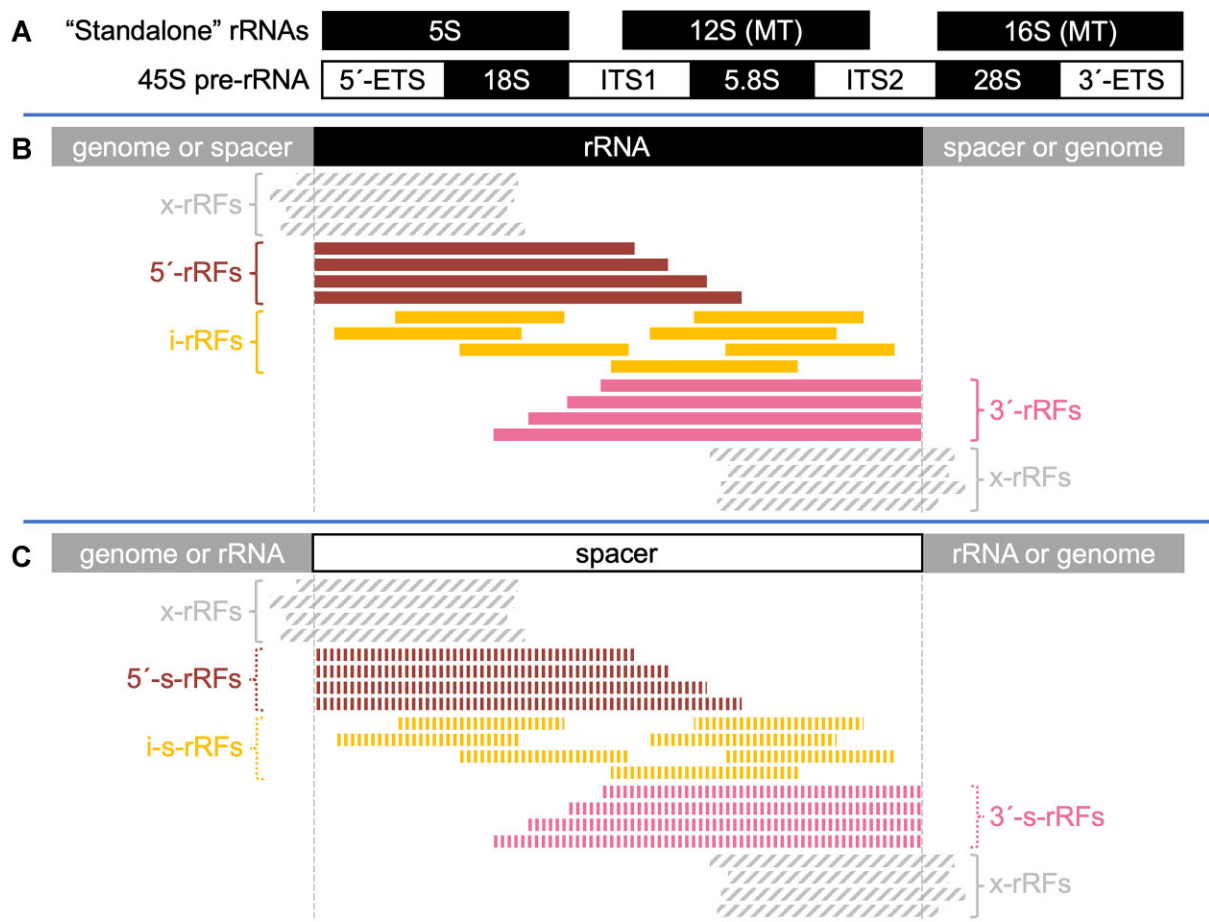 A
“Standalone” rRNAs 5S 12S (MT) 16S (MT)
45S pre-rRNA 5´-ETS 18S ITS1 5.8S ITS2 28S 3´-ETS
B
genome or spacer rRNA spacer or genome
x-rRFs
5´-rRFs
i-rRFs
3´-rRFs
x-rRFs
C
genome or rRNA spacer rRNA or genome
x-rRFs
5´-s-rRFs
i-s-rRFs
3´-s-rRFs
x-rRFs